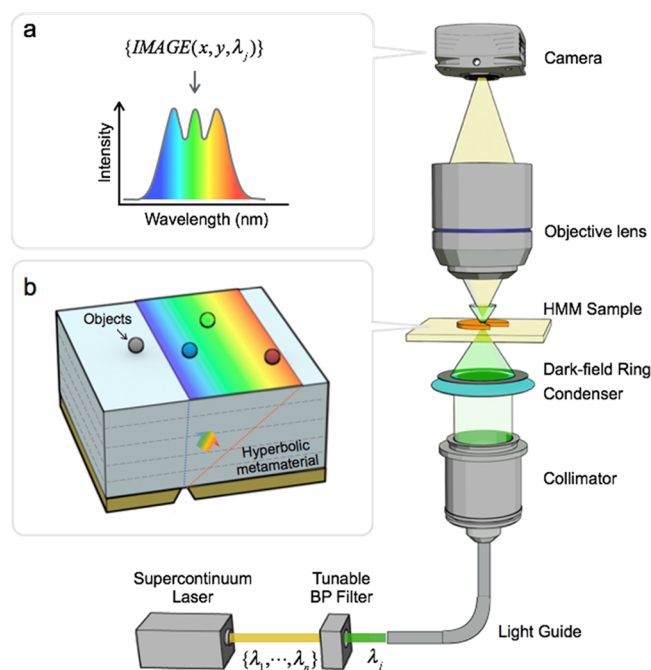 a
{IMAGE(x, y, λj)}
Intensity
Wavelength (nm)
Camera
Objective lens
b
Objects
Hyperbolic
metamaterial
HMM Sample
Dark-field Ring
Condenser
Collimator
Supercontinuum
Laser
Tunable
BP Filter
{λ1,···,λn}
λj
Light Guide